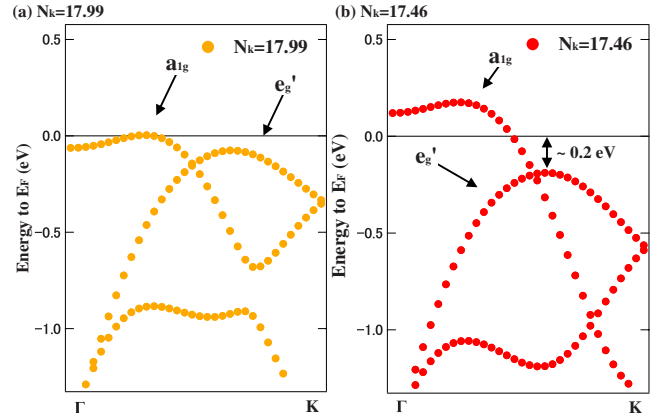 (a) Nk=17.99
0.5
0.0
−0.5
−1.0
Energy to EF (eV)
Nk=17.99
a1g
eg'
Γ
K
(b) Nk=17.46
0.5
0.0
−0.5
−1.0
Energy to EF (eV)
Nk=17.46
a1g
eg'
~ 0.2 eV
Γ
K